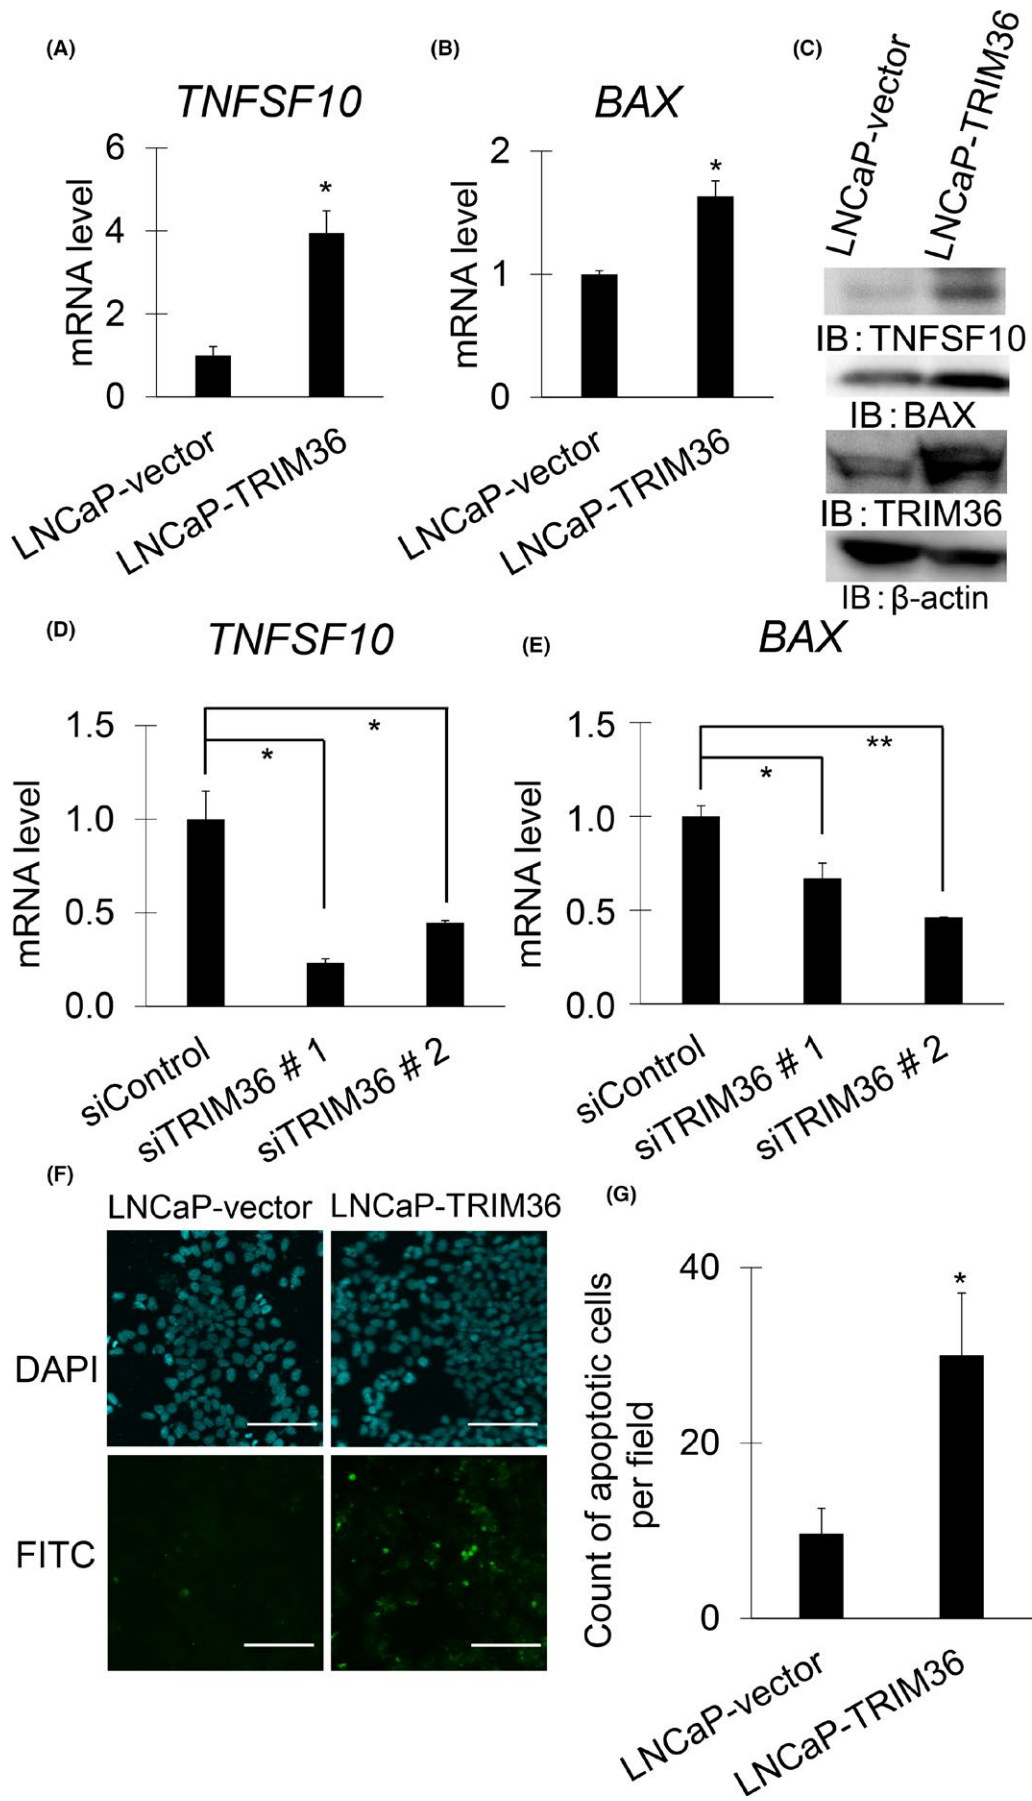 (A)
TNFSF10
mRNA level
6
4
2
0
*
LNCaP-vector
LNCaP-TRIM36
(B)
BAX
mRNA level
2
1
0
*
LNCaP-vector
LNCaP-TRIM36
(C)
LNCaP-vector
LNCaP-TRIM36
IB : TNFSF10
IB : BAX
IB : TRIM36
IB : β-actin
(D)
TNFSF10
mRNA level
1.5
1.0
0.5
0.0
*
*
siControl
siTRIM36 # 1
siTRIM36 # 2
(E)
BAX
mRNA level
1.5
1.0
0.5
0.0
**
*
siControl
siTRIM36 # 1
siTRIM36 # 2
(F)
LNCaP-vector
LNCaP-TRIM36
DAPI
FITC
(G)
Count of apoptotic cells
per field
40
20
0
*
LNCaP-vector
LNCaP-TRIM36